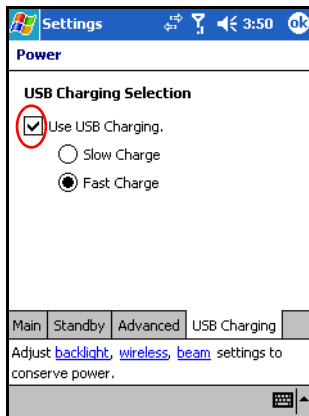 Settings 3:50 ok
Power
USB Charging Selection
Use USB Charging.
Slow Charge
Fast Charge
Main Standby Advanced USB Charging
Adjust backlight, wireless, beam settings to
conserve power.